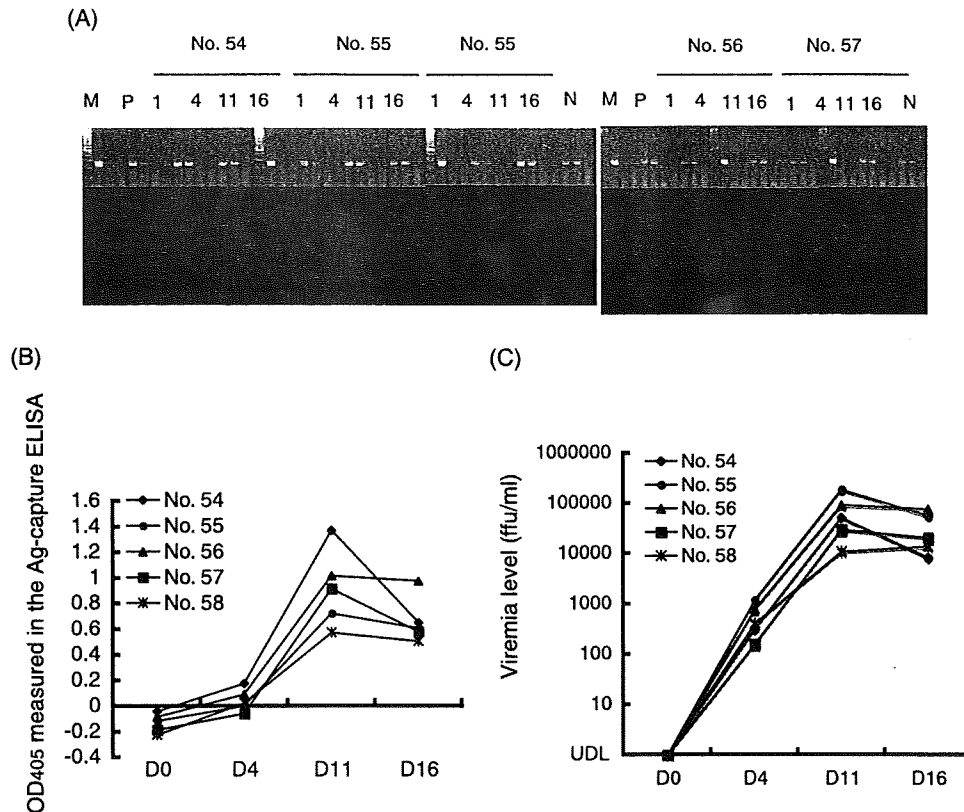 (A)
No. 54 No. 55 No. 55 No. 56 No. 57
M P 1 4 11 16 1 4 11 16 1 4 11 16 N M P 1 4 11 16 1 4 11 16 N
(B)
OD405 measured in the Ag-capture ELISA
1.6
1.4
1.2
1
0.8
0.6
0.4
0.2
0
-0.2
-0.4
No. 54
No. 55
No. 56
No. 57
No. 58
D0 D4 D11 D16
(C)
Viremia level (ffu/ml)
1000000
100000
10000
1000
100
10
UDL
No. 54
No. 55
No. 56
No. 57
No. 58
D0 D4 D11 D16